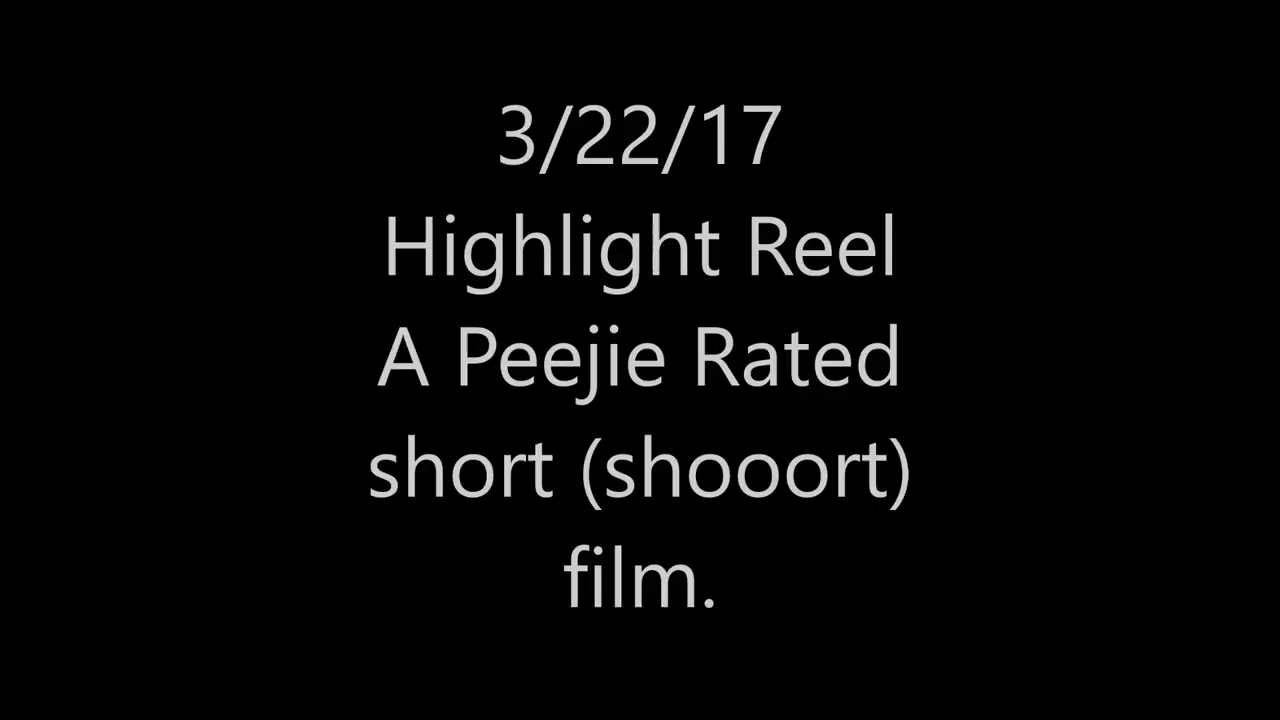 3/22/17
Highlight Reel
A Peejie Rated
short (shooort)
film.